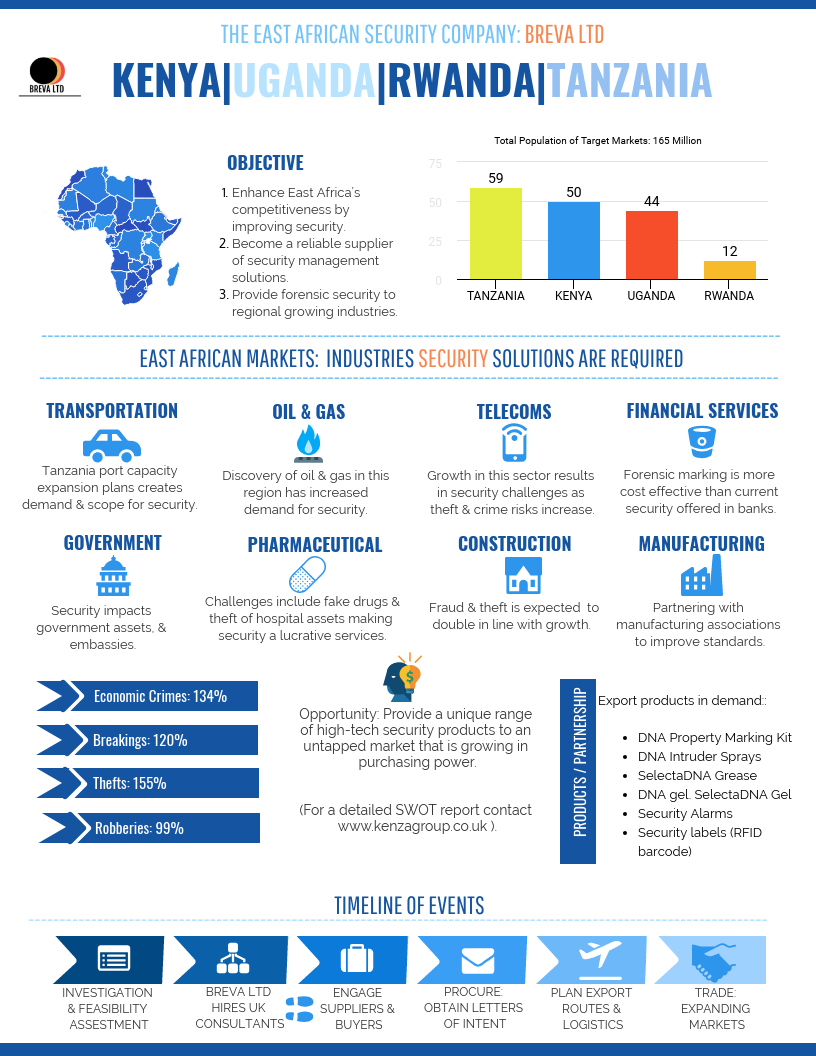 THE EAST AFRICAN SECURITY COMPANY: BREVA LTD
BREVA LTD
KENYA|UGANDA|RWANDA|TANZANIA
OBJECTIVE
1. Enhance East Africa's
competitiveness by
improving security.
2. Become a reliable supplier
of security management
solutions.
3. Provide forensic security to
regional growing industries.
Total Population of Target Markets: 165 Million
75
50
25
0
59
50
44
12
TANZANIA
KENYA
UGANDA
RWANDA
EAST AFRICAN MARKETS: INDUSTRIES SECURITY SOLUTIONS ARE REQUIRED
TRANSPORTATION
Tanzania port capacity
expansion plans creates
demand & scope for security.
OIL & GAS
Discovery of oil & gas in this
region has increased
demand for security.
TELECOMS
Growth in this sector results
in security challenges as
theft & crime risks increase.
FINANCIAL SERVICES
Forensic marking is more
cost effective than current
security offered in banks.
GOVERNMENT
Security impacts
government assets, &
embassies.
PHARMACEUTICAL
Challenges include fake drugs &
theft of hospital assets making
security a lucrative services.
CONSTRUCTION
Fraud & theft is expected to
double in line with growth.
MANUFACTURING
Partnering with
manufacturing associations
to improve standards.
Economic Crimes: 134%
Breakings: 120%
Thefts: 155%
Robberies: 99%
$
Opportunity: Provide a unique range
of high-tech security products to an
untapped market that is growing in
purchasing power.
(For a detailed SWOT report contact
www.kenzagroup.co.uk ).
PRODUCTS / PARTNERSHIP
Export products in demand::
• DNA Property Marking Kit
• DNA Intruder Sprays
• SelectaDNA Grease
• DNA gel. SelectaDNA Gel
• Security Alarms
• Security labels (RFID
barcode)
TIMELINE OF EVENTS
INVESTIGATION
& FEASIBILITY
ASSESTMENT
BREVA LTD
HIRES UK
CONSULTANTS
ENGAGE
SUPPLIERS &
BUYERS
PROCURE:
OBTAIN LETTERS
OF INTENT
PLAN EXPORT
ROUTES &
LOGISTICS
TRADE:
EXPANDING
MARKETS